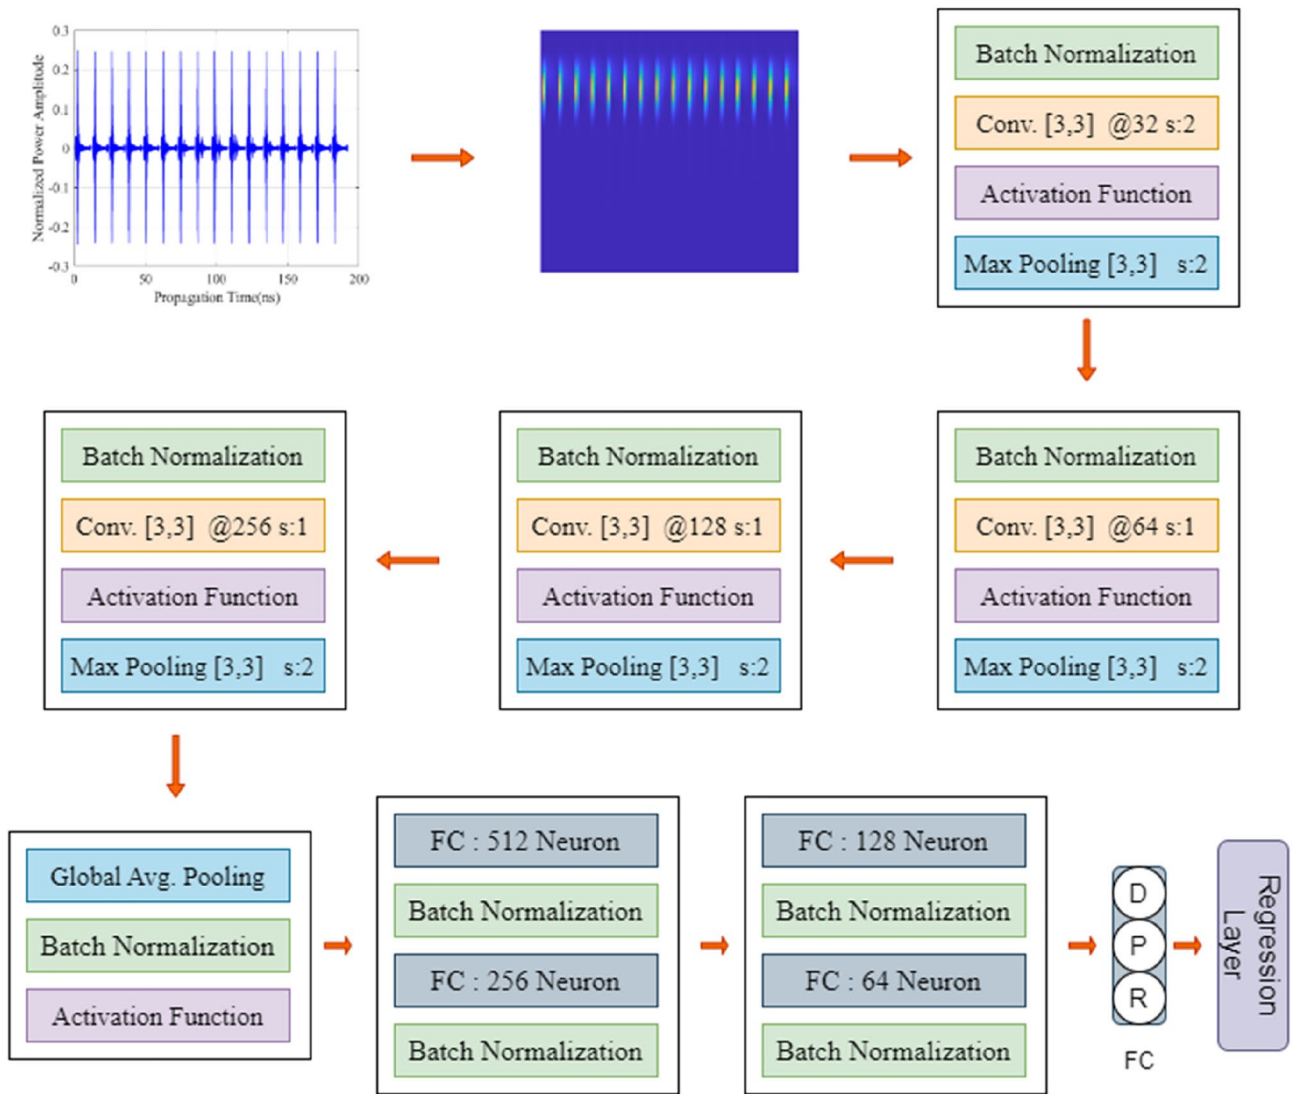 Normalized Power Amplitude
0.3
0.2
0.1
0
-0.1
-0.2
-0.3
0 50 100 150 200
Propagation Time(ns)
Batch Normalization
Conv. [3,3] @32 s:2
Activation Function
Max Pooling [3,3] s:2
Batch Normalization
Conv. [3,3] @64 s:1
Activation Function
Max Pooling [3,3] s:2
Batch Normalization
Conv. [3,3] @128 s:1
Activation Function
Max Pooling [3,3] s:2
Batch Normalization
Conv. [3,3] @256 s:1
Activation Function
Max Pooling [3,3] s:2
Global Avg. Pooling
Batch Normalization
Activation Function
FC : 512 Neuron
Batch Normalization
FC : 256 Neuron
Batch Normalization
FC : 128 Neuron
Batch Normalization
FC : 64 Neuron
Batch Normalization
D
P
R
FC
Regression
Layer